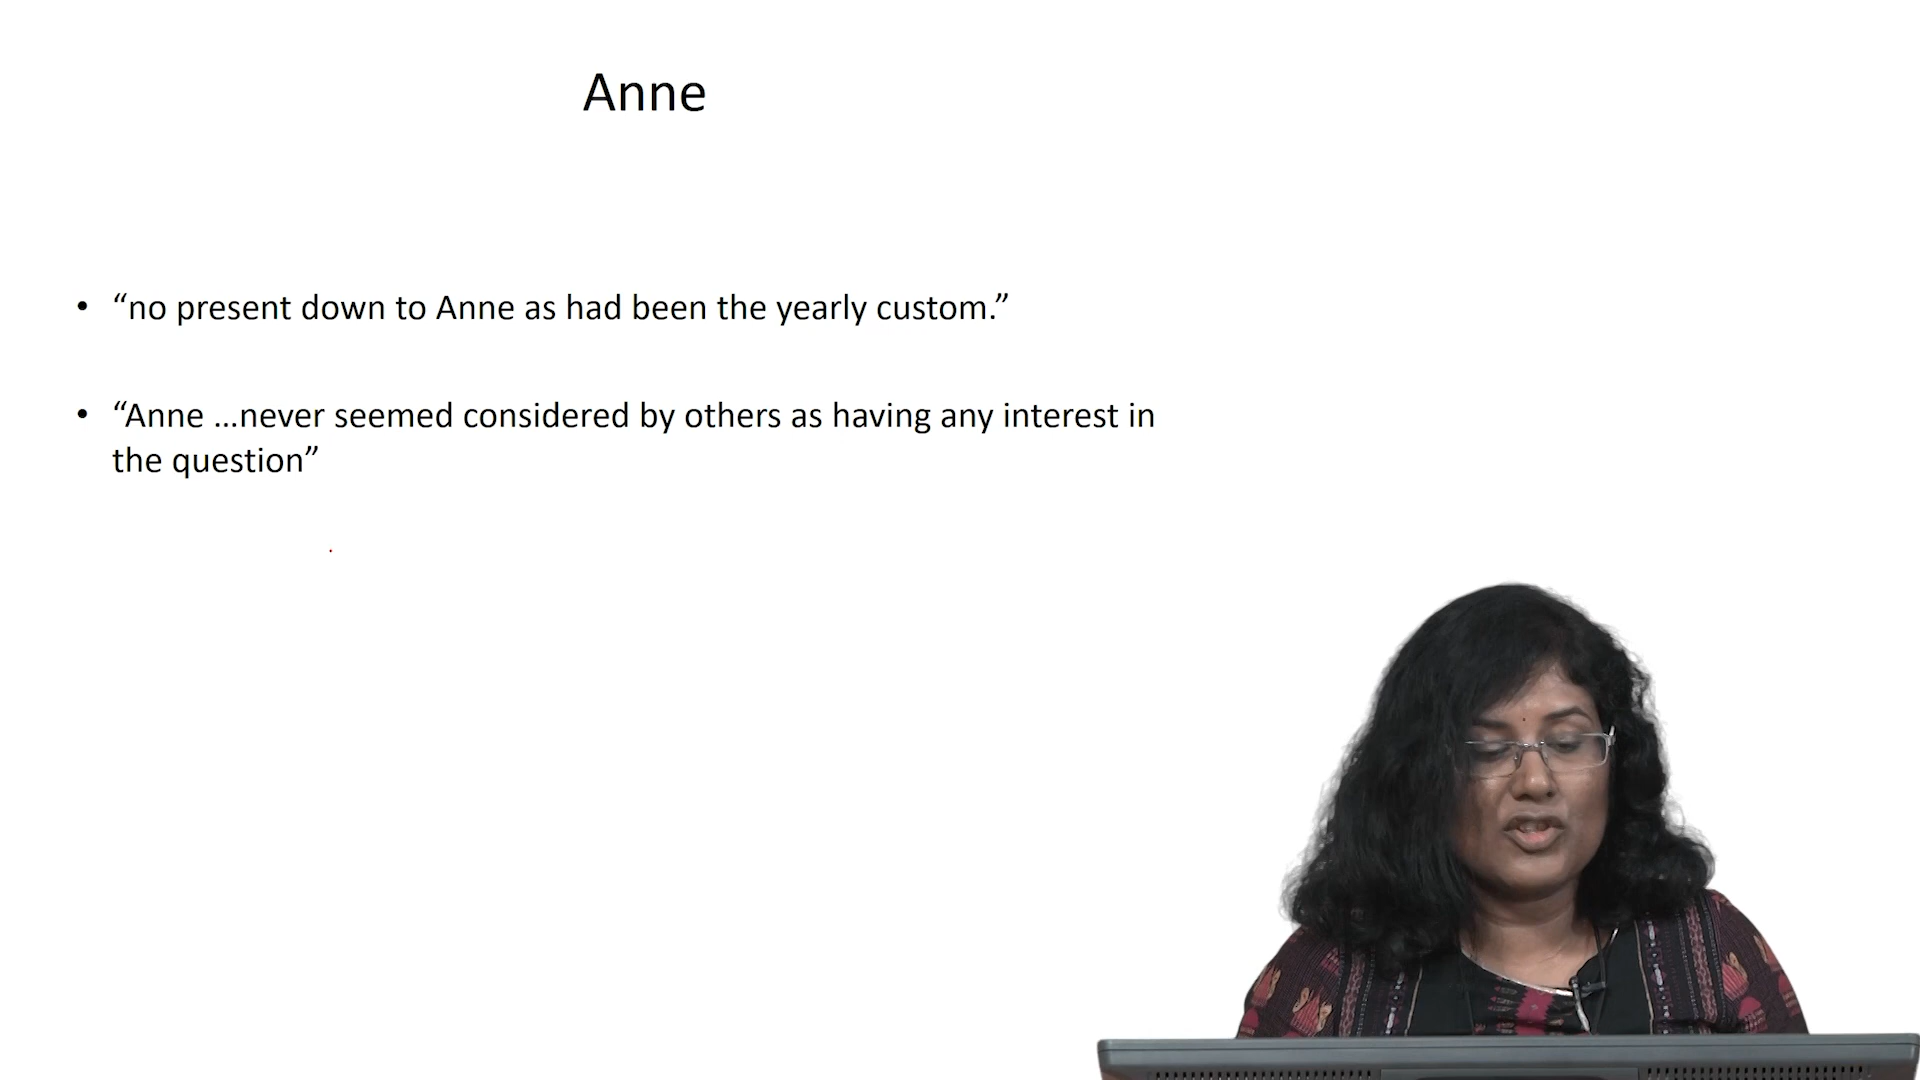 Anne
• “no present down to Anne as had been the yearly custom.”
• “Anne …never seemed considered by others as having any interest in
the question”